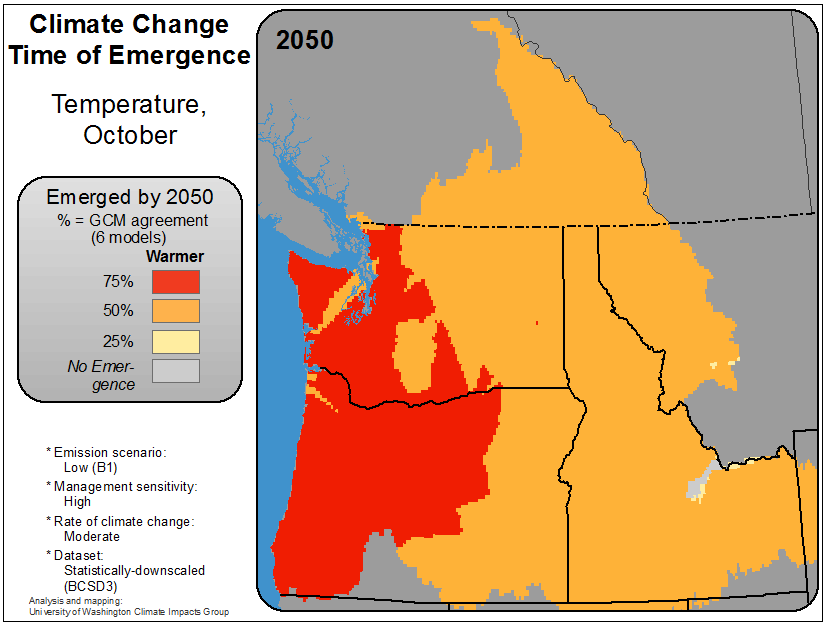 Climate Change
Time of Emergence
Temperature,
October
Emerged by 2050
% = GCM agreement
(6 models)
Warmer
75%
50%
25%
No Emer-
gence
* Emission scenario:
Low (B1)
* Management sensitivity:
High
* Rate of climate change:
Moderate
* Dataset:
Statistically-downscaled
(BCSD3)
Analysis and mapping:
University of Washington Climate Impacts Group
2050